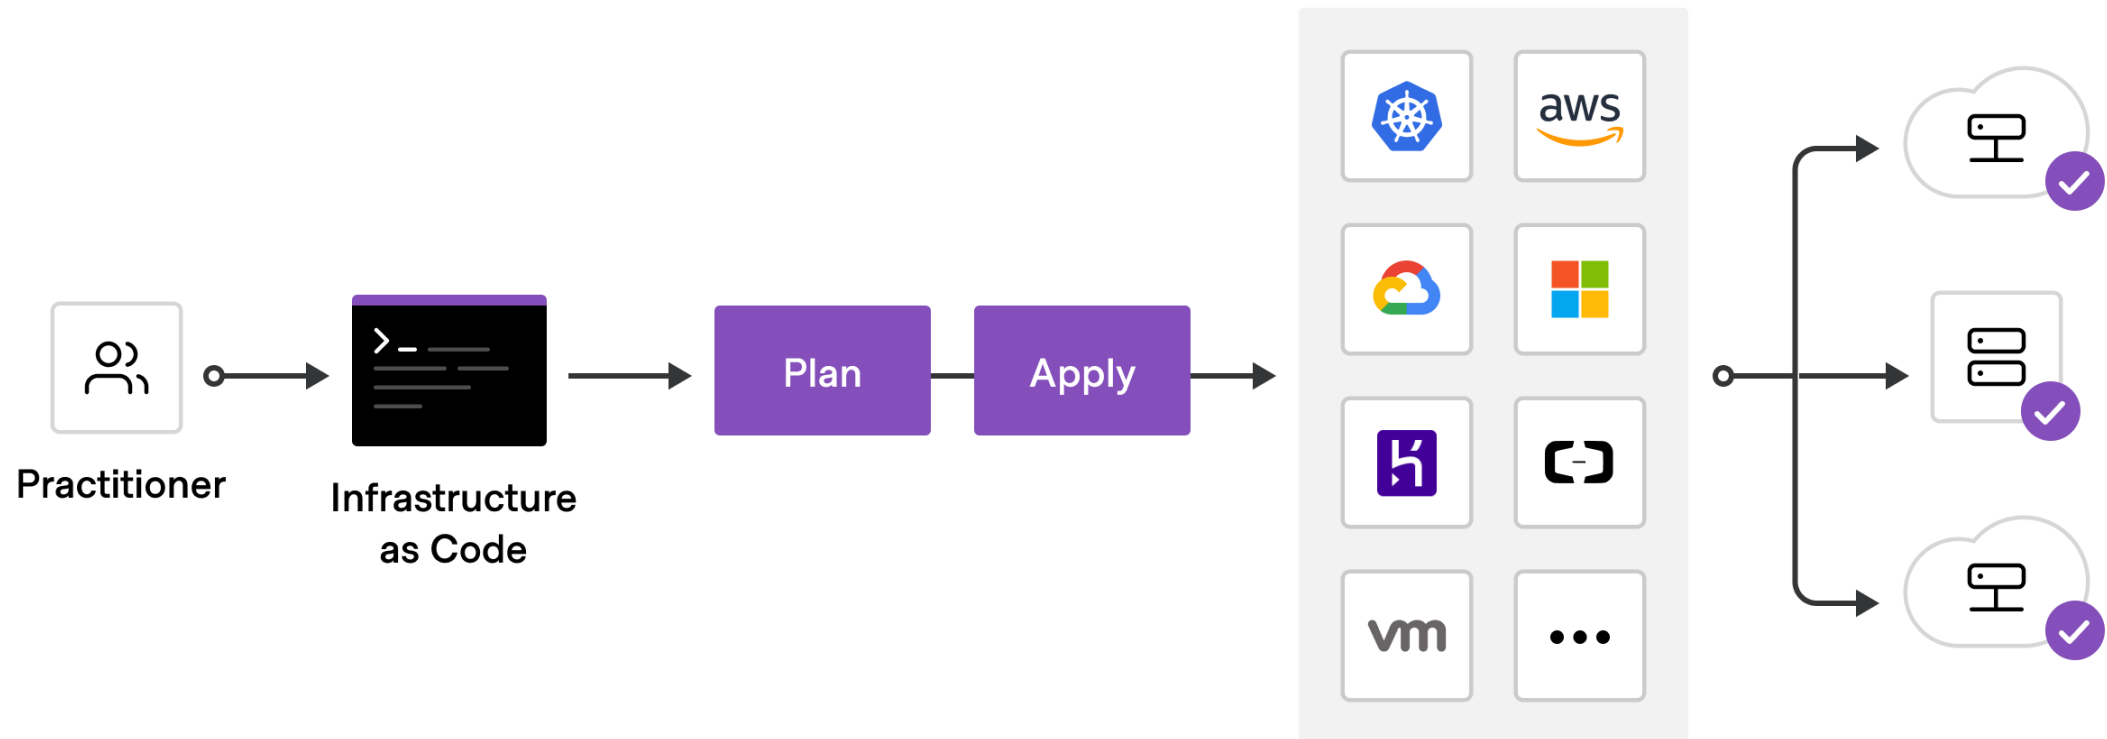 Practitioner
Infrastructure
as Code
Plan
Apply
aws
vm